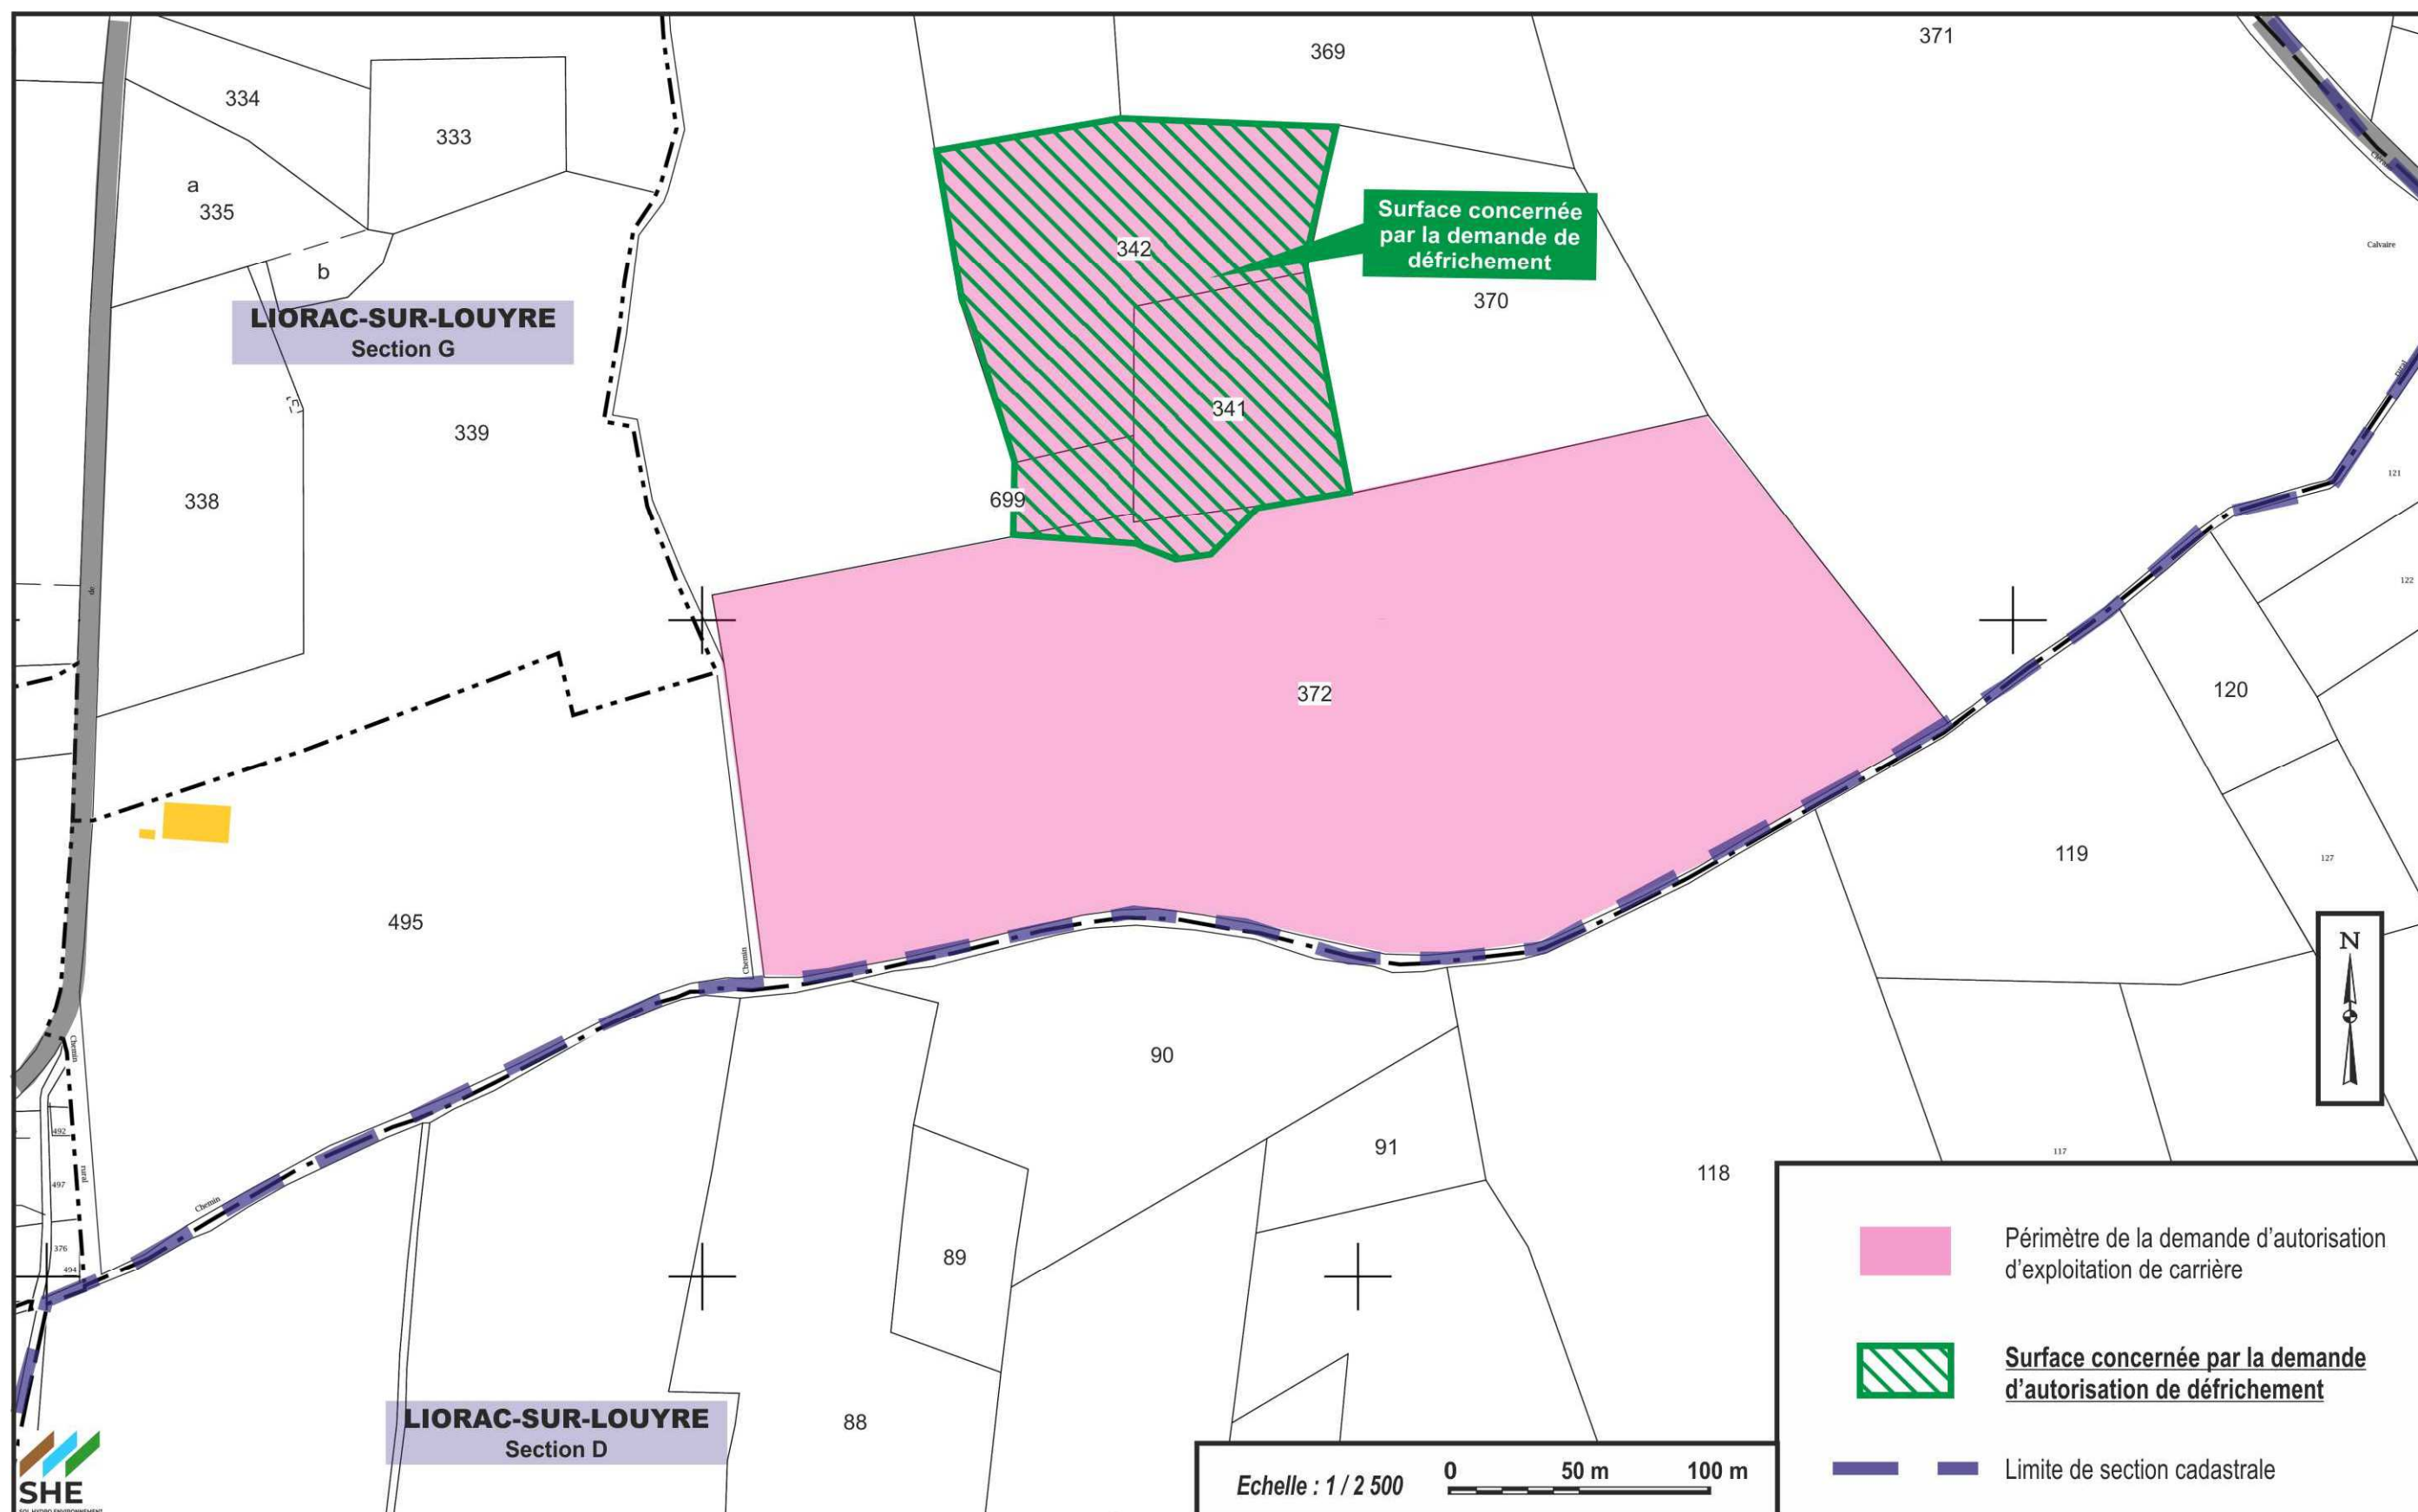 369
371
334
333
a
335
b
342
Surface concernée
par la demande de
défrichement
Calvaire
370
LIORAC-SUR-LOUYRE
Section G
341
339
338
699
121
122
de
372
120
119
127
495
Chemin
N
90
Chemin
91
118
117
492
rural
497
Chemin
376
494
89
88
LIORAC-SUR-LOUYRE
Section D
SHE
SOL HYDRO ENVIRONNEMENT
Echelle : 1 / 2 500
0 50 m 100 m
Périmètre de la demande d’autorisation
d’exploitation de carrière
Surface concernée par la demande
d’autorisation de défrichement
Limite de section cadastrale